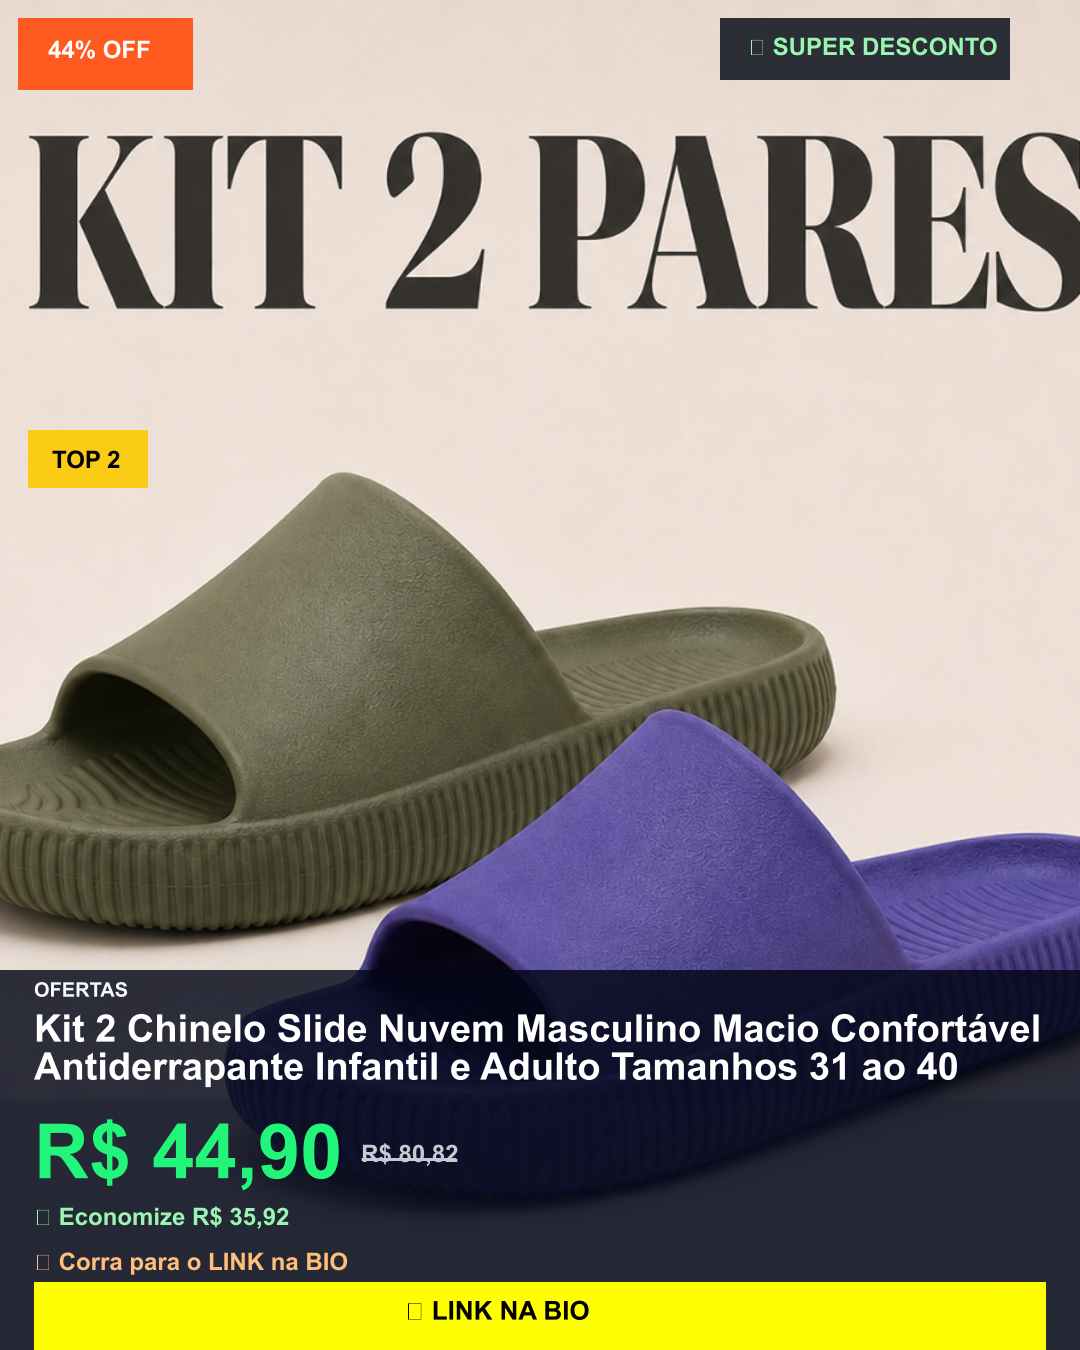 44% OFF
SUPER DESCONTO
KIT 2 PARES
TOP 2
OFERTAS
Kit 2 Chinelo Slide Nuvem Masculino Macio Confortável
Antiderrapante Infantil e Adulto Tamanhos 31 ao 40
R$ 44,90 R$ 80,82
Economize R$ 35,92
Corra para o LINK na BIO
LINK NA BIO